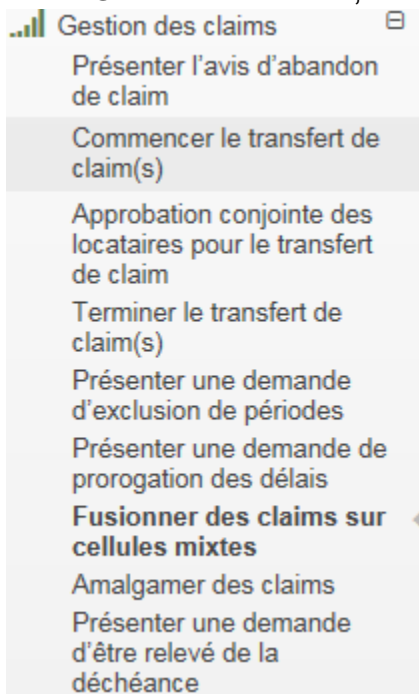 Gestion des claims
Présenter l'avis d'abandon
de claim
Commencer le transfert de
claim(s)
Approbation conjointe des
locataires pour le transfert
de claim
Terminer le transfert de
claim(s)
Présenter une demande
d'exclusion de périodes
Présenter une demande de
prorogation des délais
Fusionner des claims sur
cellules mixtes
Amalgamer des claims
Présenter une demande
d'être relevé de la
déchéance